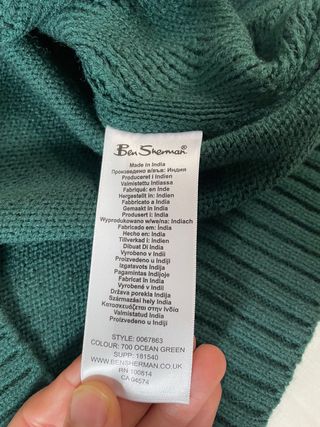 Ben Sherman®
Made in India
Произведено в/във: Индия
Produceret i Indien
Valmistettu Intiassa
Fabriqué: en Inde
Hergestellt in: Indien
Fabbricato a India
Gemaakt in India
Produsert i: India
Wyprodukowano w/we/na: Indiach
Fabricado em: Índia
Hecho en: India
Tillverkad i: Indien
Dibuat Di India
Vyrobeno v Indii
Proizvedeno u Indiji
Izgatavots Indija
Pagamintas Indijoje
Fabricat în India
Vyrobené v Indii
Država porekla Indija
Származási hely India
Κατασκευάζεται στην Ινδία
Valmistatud India
Proizvedeno v Indiji
STYLE: 0067863
COLOUR: 700 OCEAN GREEN
SUPP: 181540
WWW.BENSHERMAN.CO.UK
RN 100814
CA 04574